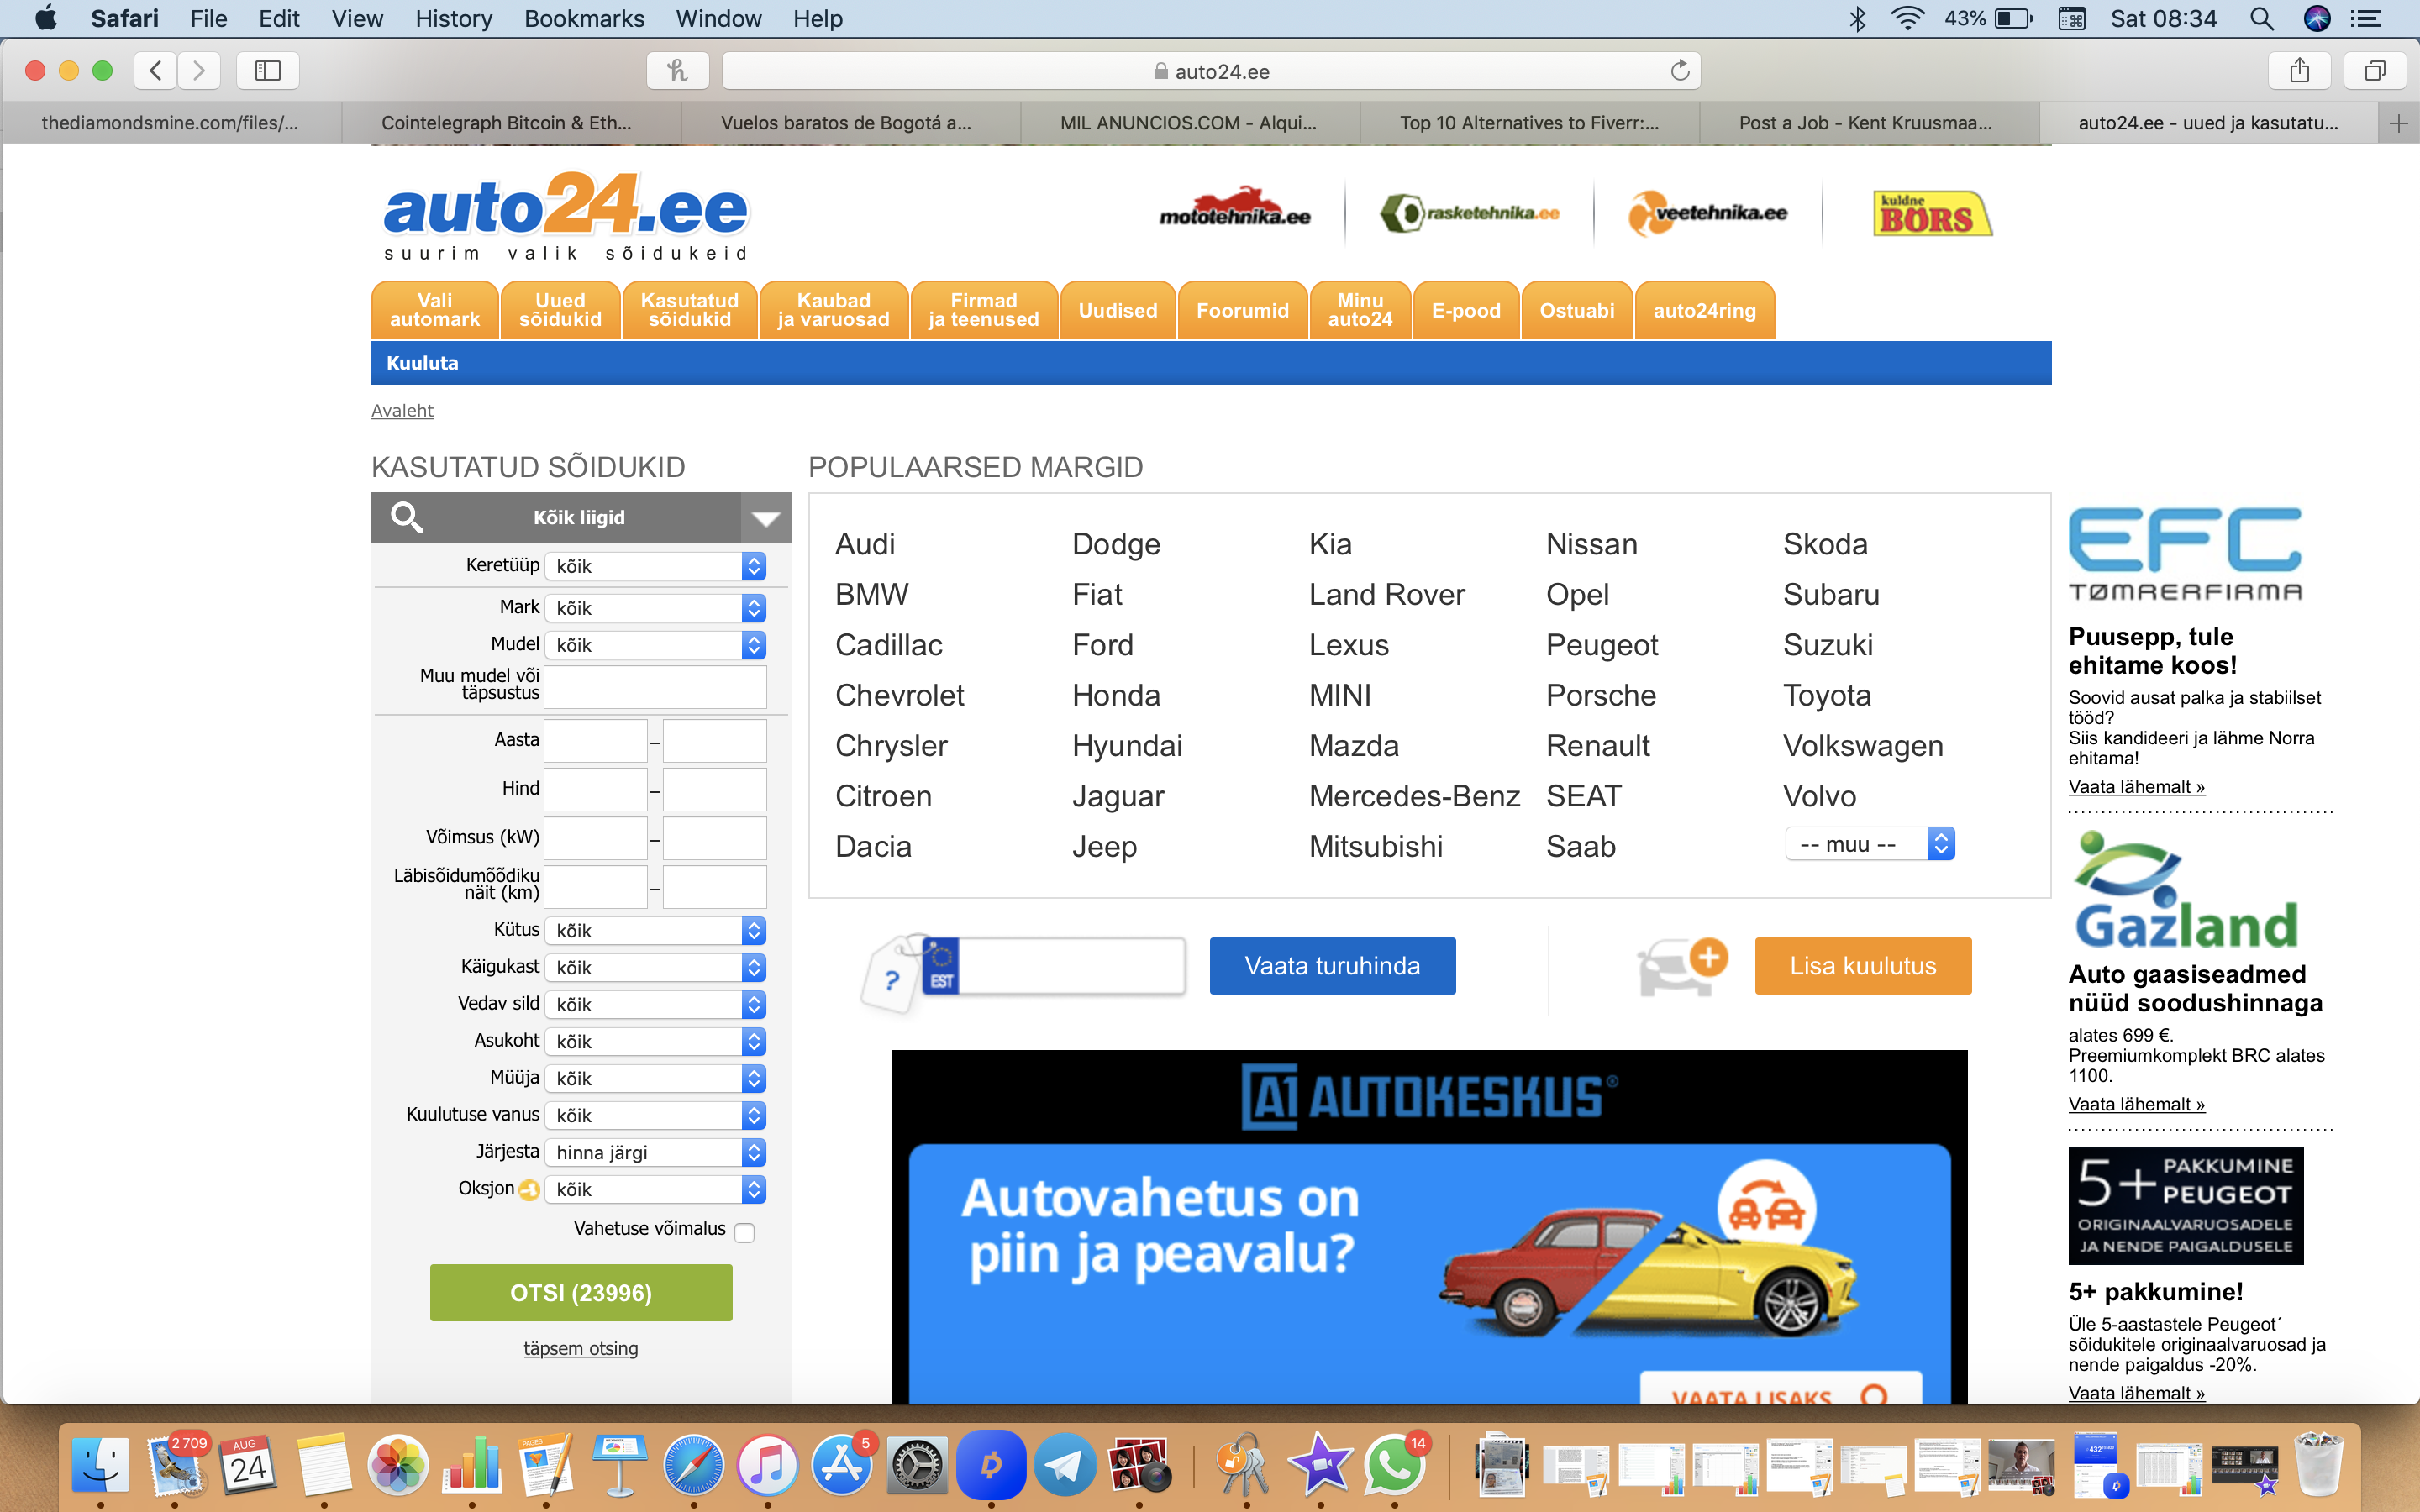 Safari File Edit View History Bookmarks Window Help 43% Sat 08:34
auto24.ee
thediamondsmine.com/files/... Cointelegraph Bitcoin & Eth... Vuelos baratos de Bogotá a... MIL ANUNCIOS.COM - Alqui... Top 10 Alternatives to Fiverr:... Post a Job - Kent Kruusmaa... auto24.ee - uued ja kasutatu...
auto24.ee
suurim valik sõidukeid
mototehnika.ee rasketehnika.ee veetehnika.ee kuldne BÖRS
Vali automark
Uued sõidukid
Kasutatud sõidukid
Kaubad ja varuosad
Firmad ja teenused
Uudised
Foorumid
Minu auto24
E-pood
Ostuabi
auto24ring
Kuuluta
Avaleht
KASUTATUD SÕIDUKID
Kõik liigid
Keretüüp kõik
Mark kõik
Mudel kõik
Muu mudel või
täpsustus
Aasta –
Hind –
Võimsus (kW) –
Läbisõidumõõdiku
näit (km) –
Kütus kõik
Käigukast kõik
Vedav sild kõik
Asukoht kõik
Müüja kõik
Kuulutuse vanus kõik
Järjesta hinna järgi
Oksjon kõik
Vahetuse võimalus
OTSI (23996)
täpsem otsing
POPULAARSED MARGID
Audi Dodge Kia Nissan Skoda
BMW Fiat Land Rover Opel Subaru
Cadillac Ford Lexus Peugeot Suzuki
Chevrolet Honda MINI Porsche Toyota
Chrysler Hyundai Mazda Renault Volkswagen
Citroen Jaguar Mercedes-Benz SEAT Volvo
Dacia Jeep Mitsubishi Saab -- muu --
? EST Vaata turuhinda Lisa kuulutus
A1 AUTOKESKUS®
Autovahetus on
piin ja peavalu?
VAATA LISAKS
EFC
TØMRERFIRMA
Puusepp, tule
ehitame koos!
Soovid ausat palka ja stabiilset
tööd?
Siis kandideeri ja lähme Norra
ehitama!
Vaata lähemalt »
Gazland
Auto gaasiseadmed
nüüd soodushinnaga
alates 699 €.
Preemiumkomplekt BRC alates
1100.
Vaata lähemalt »
5+ PAKKUMINE
PEUGEOT
ORIGINAALVARUOSADELE
JA NENDE PAIGALDUSELE
5+ pakkumine!
Üle 5-aastastele Peugeot´
sõidukitele originaalvaruosad ja
nende paigaldus -20%.
Vaata lähemalt »
2 709 AUG 24 PAGES 5 14 432